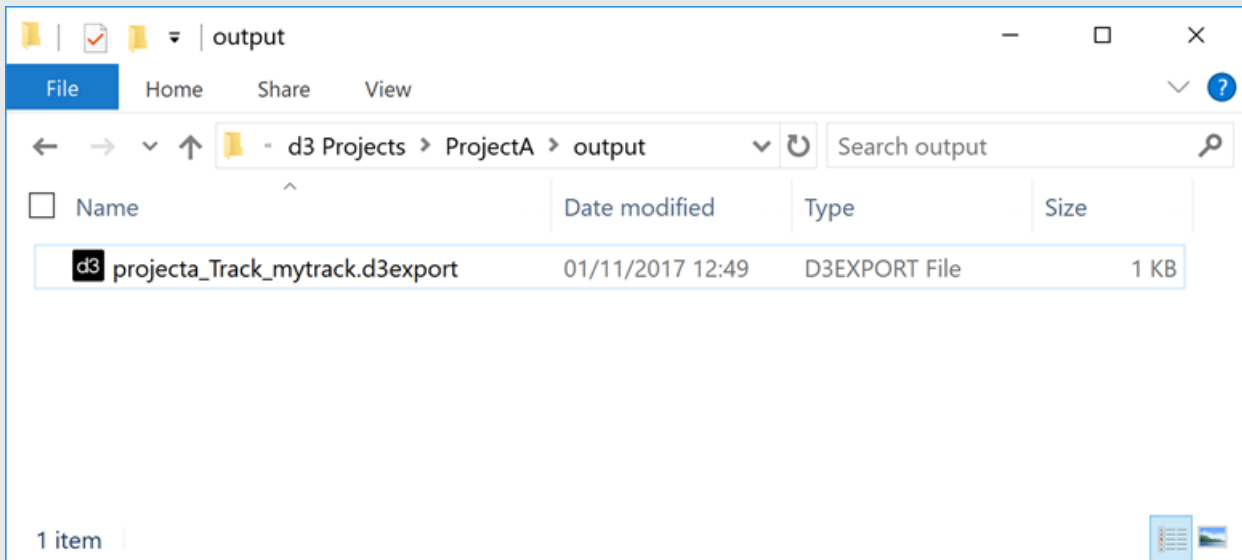 output
File Home Share View ?
d3 Projects > ProjectA > output Search output
Name Date modified Type Size
d3 projecta_Track_mytrack.d3export 01/11/2017 12:49 D3EXPORT File 1 KB
1 item